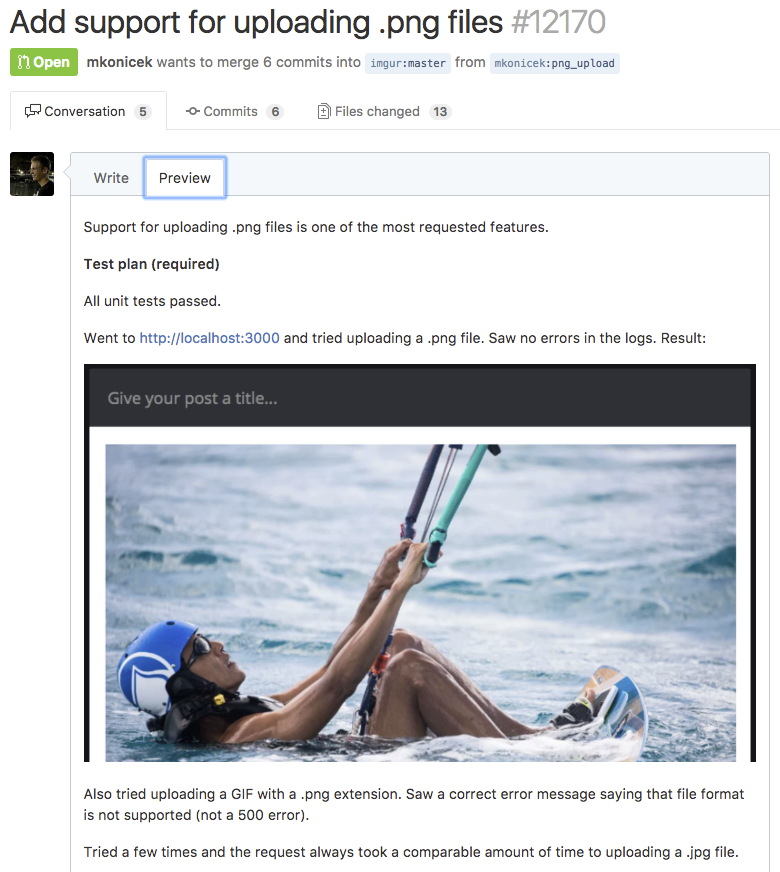 Add support for uploading .png files #12170
Open mkonicek wants to merge 6 commits into imgur:master from mkonicek:png_upload
Conversation 5 Commits 6 Files changed 13
Write Preview
Support for uploading .png files is one of the most requested features.
Test plan (required)
All unit tests passed.
Went to http://localhost:3000 and tried uploading a .png file. Saw no errors in the logs. Result:
Give your post a title...
Also tried uploading a GIF with a .png extension. Saw a correct error message saying that file format
is not supported (not a 500 error).
Tried a few times and the request always took a comparable amount of time to uploading a .jpg file.